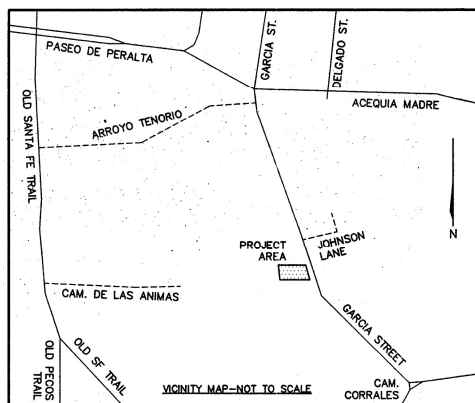 PASEO DE PERALTA
GARCIA ST.
DELGADO ST.
ACEQUIA MADRE
OLD SANTA FE TRAIL
ARROYO TENORIO
N
JOHNSON
LANE
PROJECT
AREA
CAM. DE LAS ANIMAS
GARCIA STREET
OLD SF TRAIL
OLD PECOS
TRAIL
VICINITY MAP-NOT TO SCALE
CAM.
CORRALES